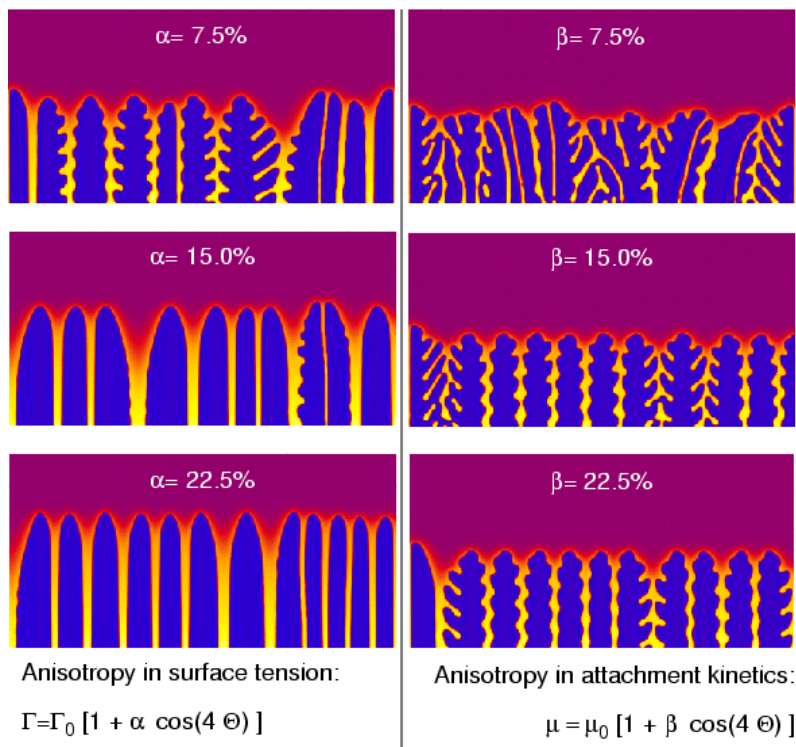 α= 7.5%
β= 7.5%
α= 15.0%
β= 15.0%
α= 22.5%
β= 22.5%
Anisotropy in surface tension:
Γ=Γ₀ [1 + α cos(4 Θ) ]
Anisotropy in attachment kinetics:
μ = μ₀ [1 + β cos(4 Θ) ]